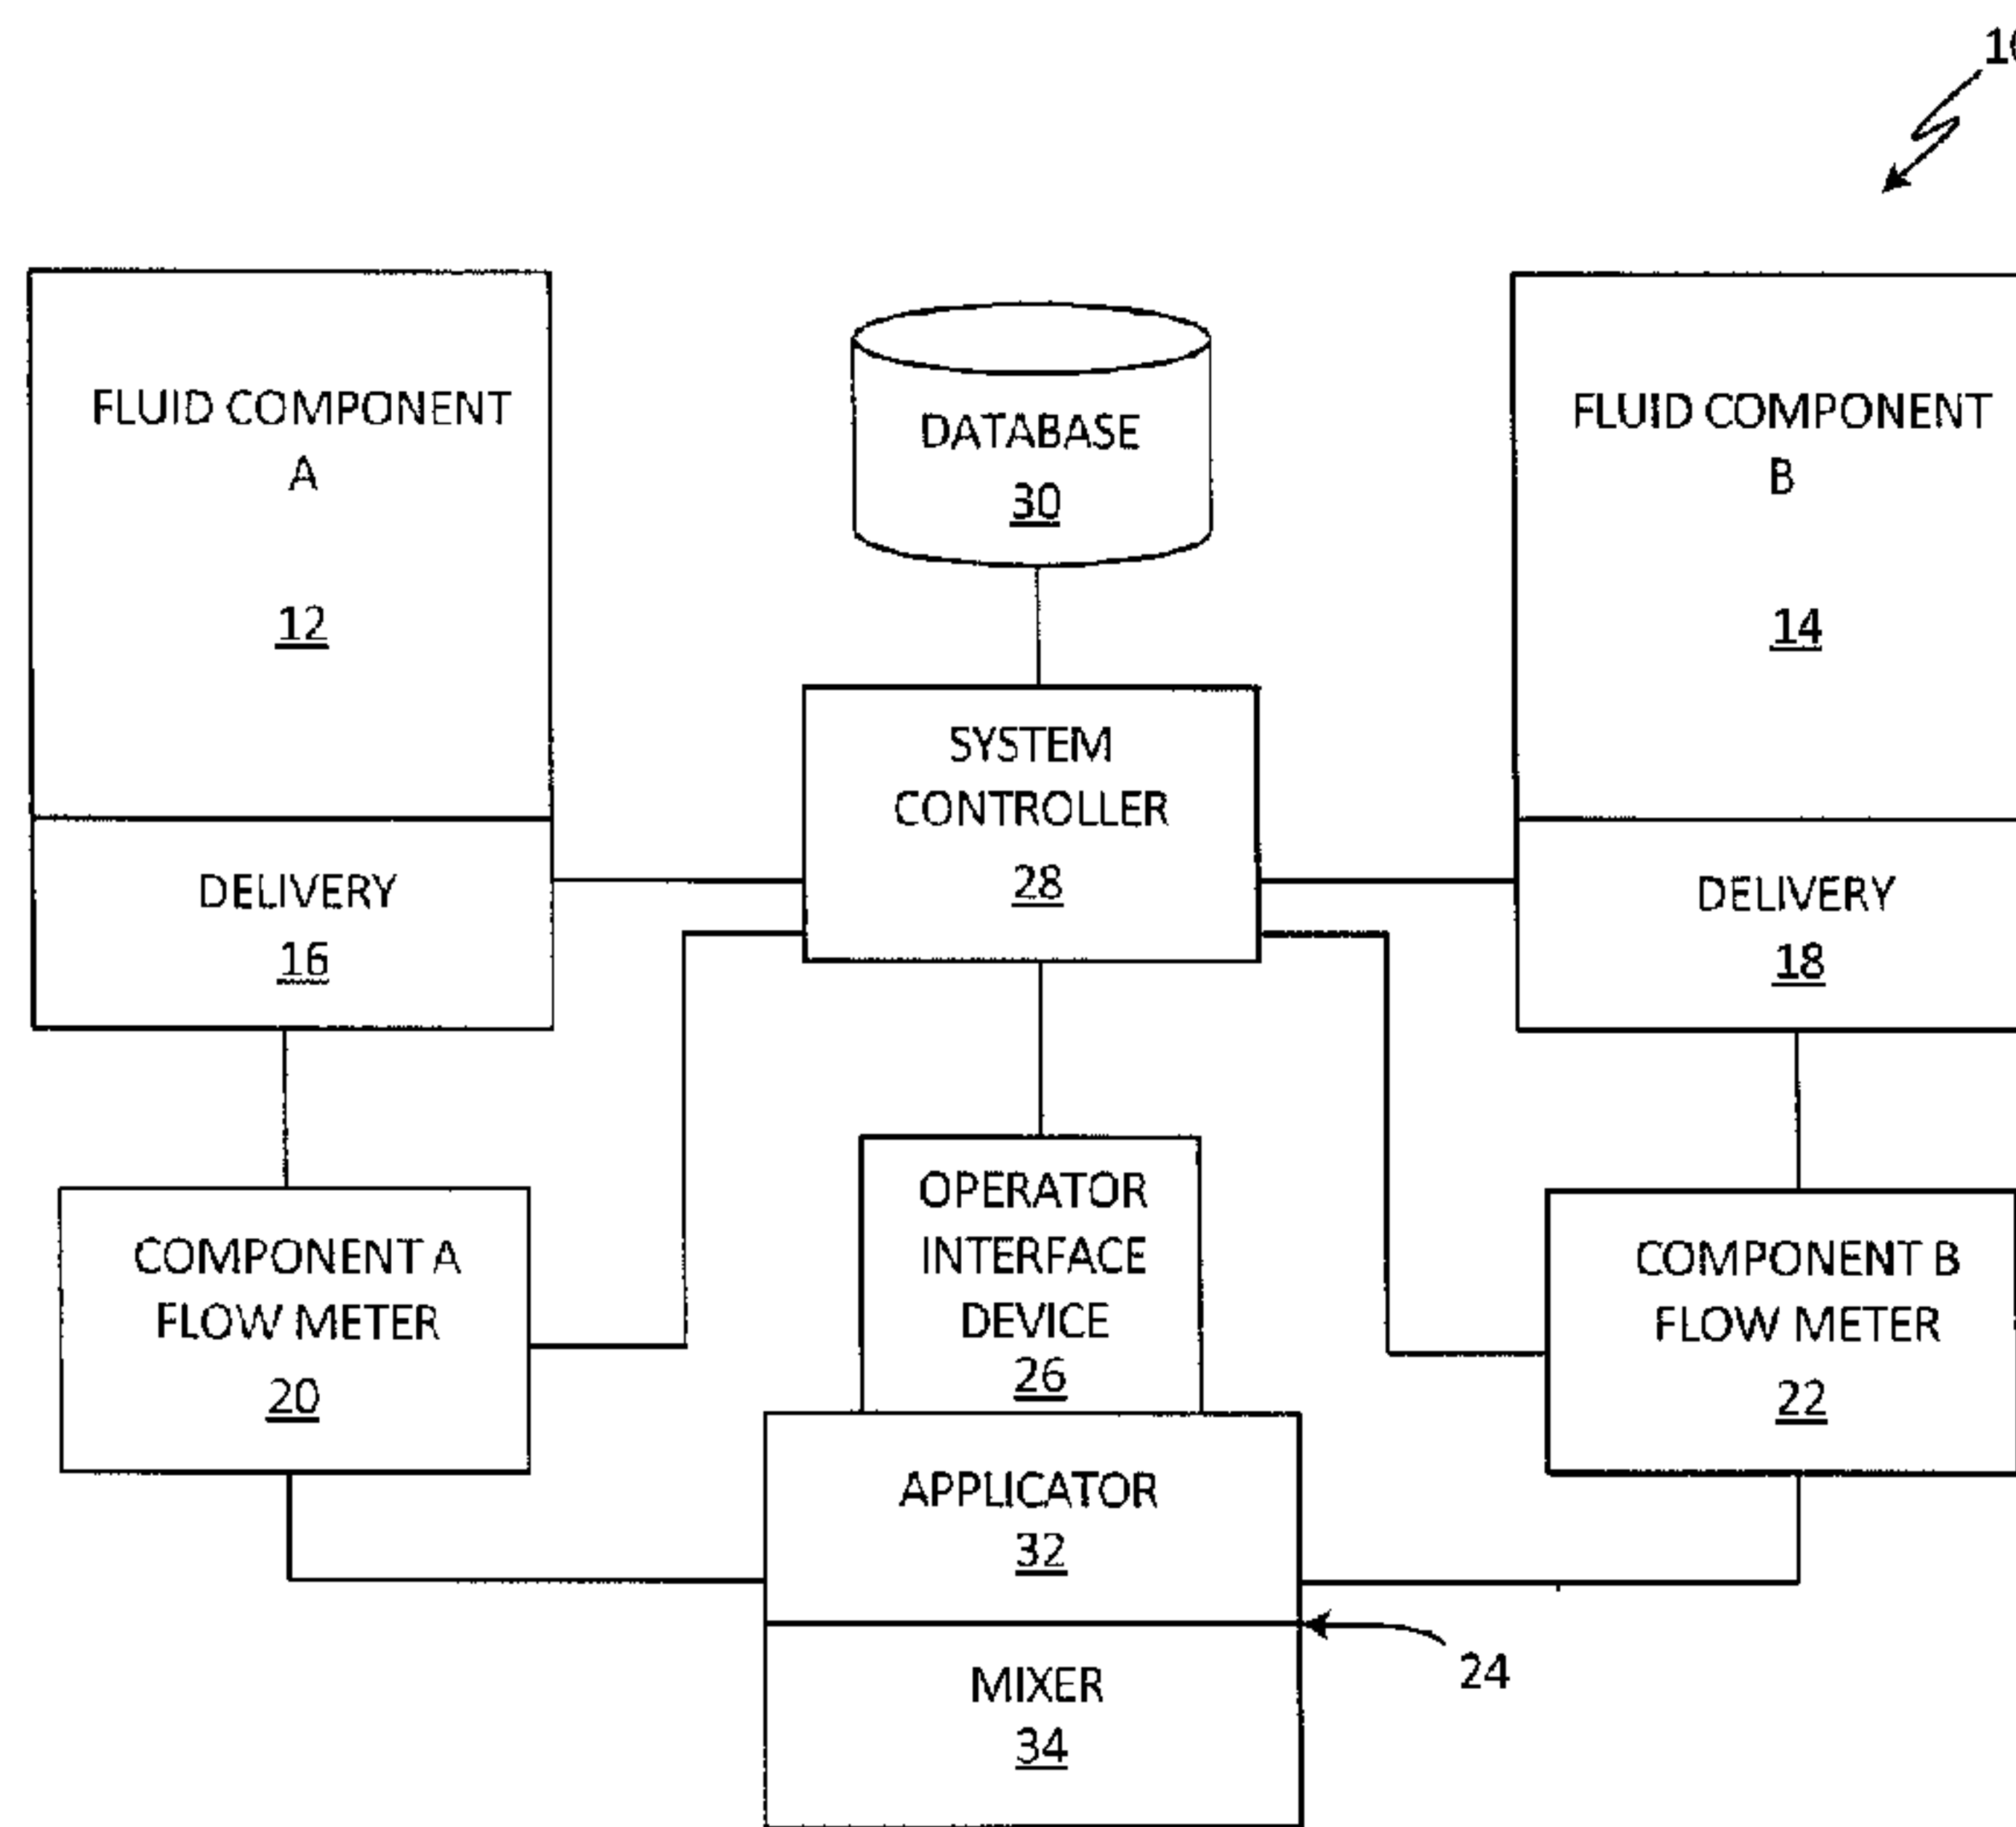 10
FLUID COMPONENT
A
12
DATABASE
30
FLUID COMPONENT
B
14
SYSTEM
CONTROLLER
28
DELIVERY
16
DELIVERY
18
COMPONENT A
FLOW METER
20
OPERATOR
INTERFACE
DEVICE
26
COMPONENT B
FLOW METER
22
APPLICATOR
32
24
MIXER
34